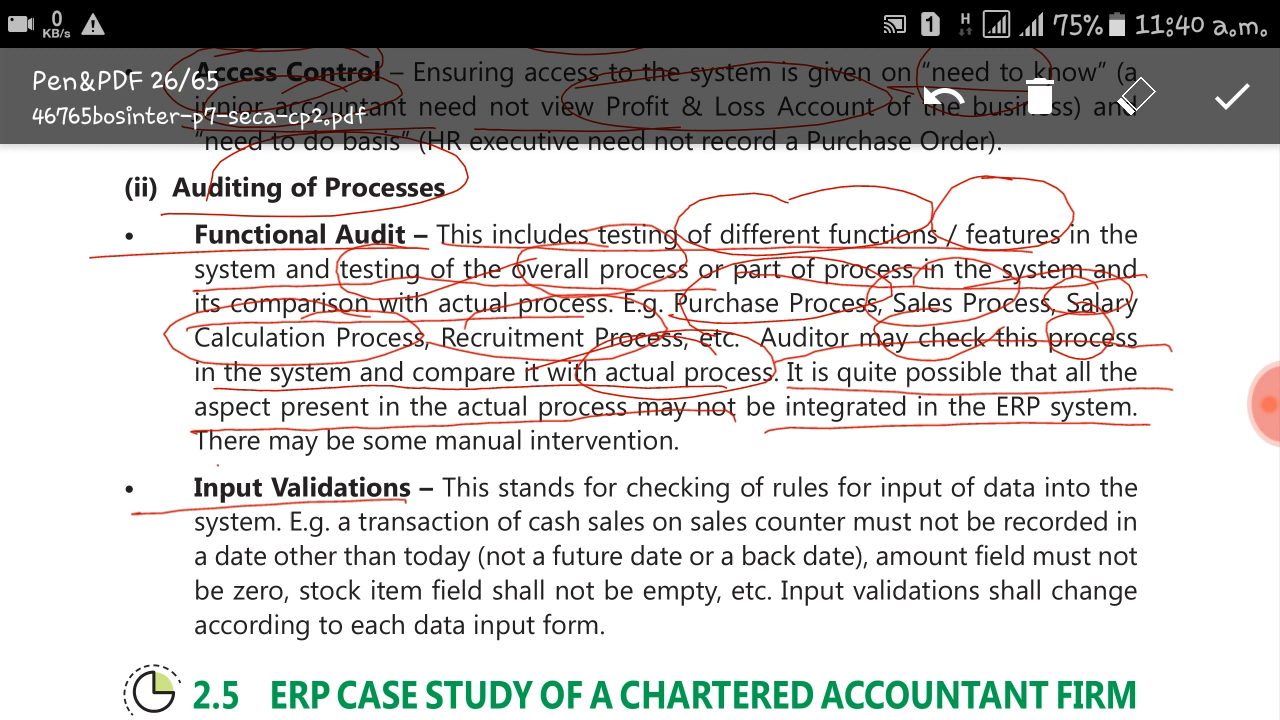 0
KB/s
1
H
75%
11:40 a.m.
Pen&PDF 26/65
46765bosinter-p7-seca-cp2.pdf
• Access Control – Ensuring access to the system is given on “need to know” (a
junior accountant need not view Profit & Loss Account of the business) and
“need to do basis” (HR executive need not record a Purchase Order).
(ii) Auditing of Processes
• Functional Audit – This includes testing of different functions / features in the
system and testing of the overall process or part of process in the system and
its comparison with actual process. E.g. Purchase Process, Sales Process, Salary
Calculation Process, Recruitment Process, etc. Auditor may check this process
in the system and compare it with actual process. It is quite possible that all the
aspect present in the actual process may not be integrated in the ERP system.
There may be some manual intervention.
• Input Validations – This stands for checking of rules for input of data into the
system. E.g. a transaction of cash sales on sales counter must not be recorded in
a date other than today (not a future date or a back date), amount field must not
be zero, stock item field shall not be empty, etc. Input validations shall change
according to each data input form.
2.5 ERP CASE STUDY OF A CHARTERED ACCOUNTANT FIRM